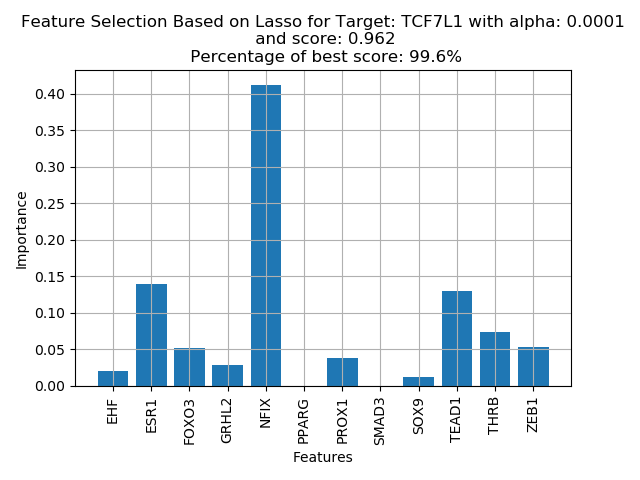 Feature Selection Based on Lasso for Target: TCF7L1 with alpha: 0.0001
and score: 0.962
Percentage of best score: 99.6%
Importance
0.40
0.35
0.30
0.25
0.20
0.15
0.10
0.05
0.00
EHF
ESR1
FOXO3
GRHL2
NFIX
PPARG
PROX1
SMAD3
SOX9
TEAD1
THRB
ZEB1
Features